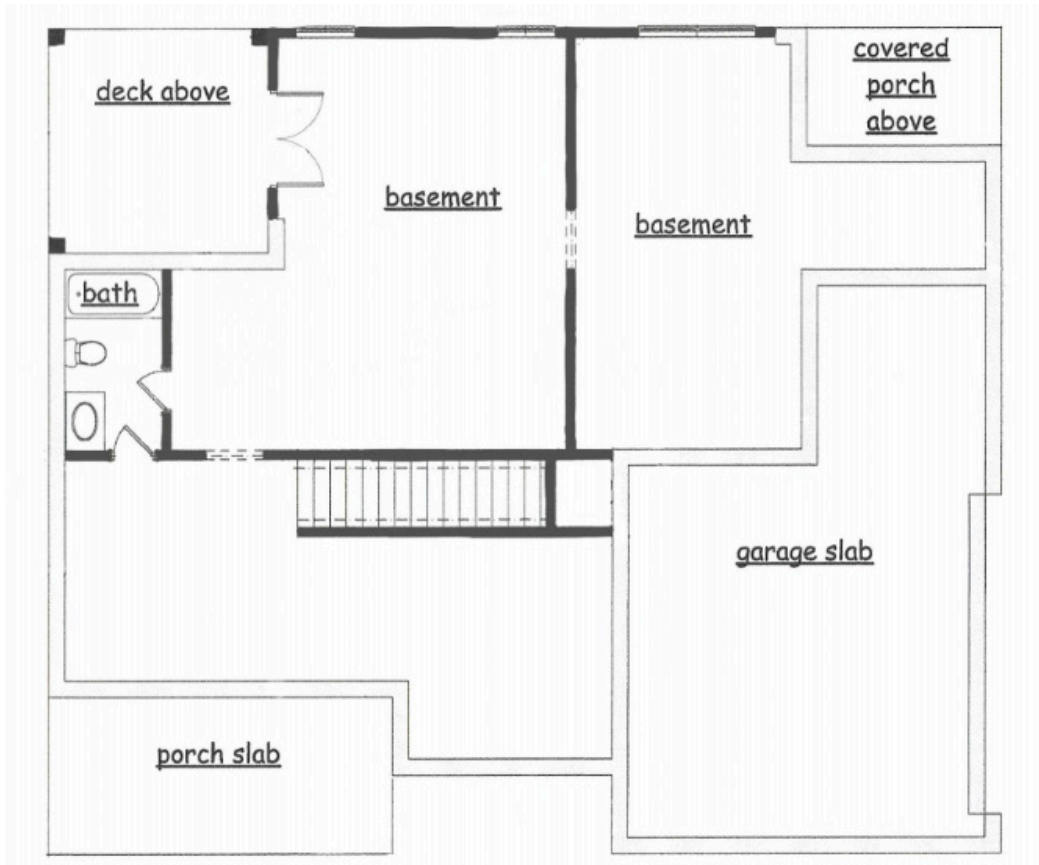 deck above
covered
porch
above
basement
basement
bath
garage slab
porch slab